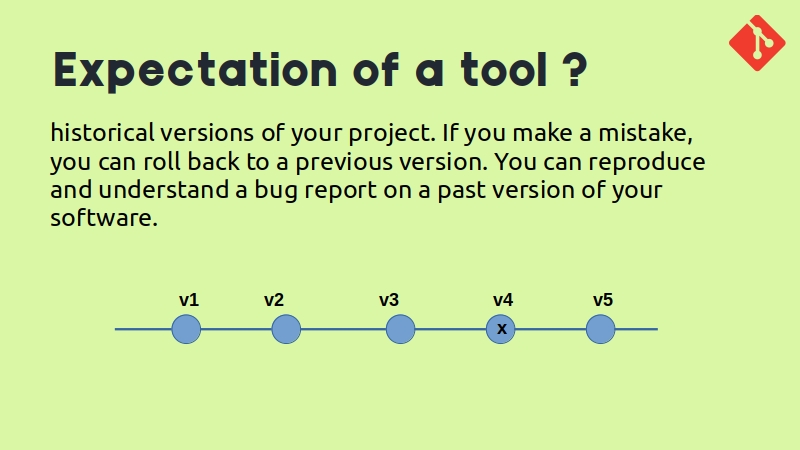 Expectation of a tool ?
historical versions of your project. If you make a mistake,
you can roll back to a previous version. You can reproduce
and understand a bug report on a past version of your
software.
v1 v2 v3 v4 v5
x